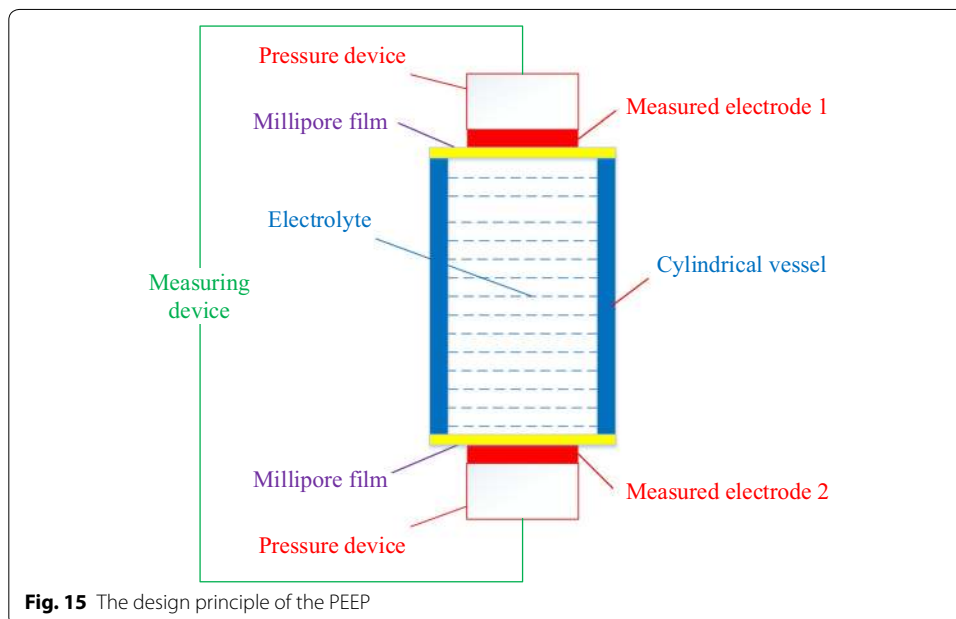 Pressure device
Measured electrode 1
Millipore film
Electrolyte
Cylindrical vessel
Measuring
device
Millipore film
Measured electrode 2
Pressure device
Fig. 15 The design principle of the PEEP